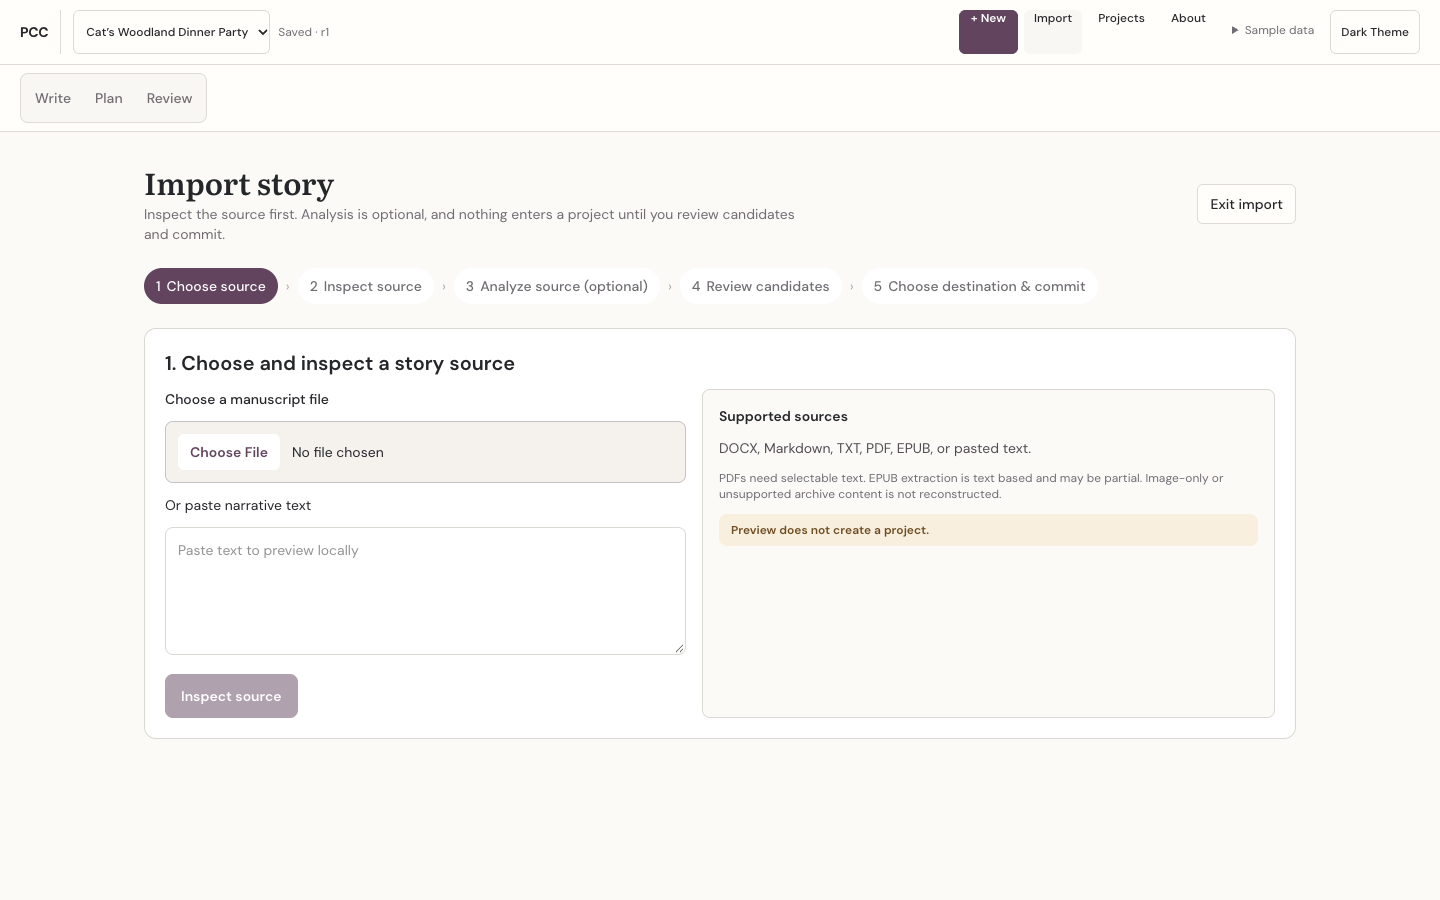 PCC
Cat's Woodland Dinner Party
Saved · r1
+ New
Import
Projects
About
Sample data
Dark Theme
Write
Plan
Review
Import story
Inspect the source first. Analysis is optional, and nothing enters a project until you review candidates
and commit.
Exit import
1 Choose source
2 Inspect source
3 Analyze source (optional)
4 Review candidates
5 Choose destination & commit
1. Choose and inspect a story source
Choose a manuscript file
Choose File
No file chosen
Or paste narrative text
Paste text to preview locally
Inspect source
Supported sources
DOCX, Markdown, TXT, PDF, EPUB, or pasted text.
PDFs need selectable text. EPUB extraction is text based and may be partial. Image-only or
unsupported archive content is not reconstructed.
Preview does not create a project.